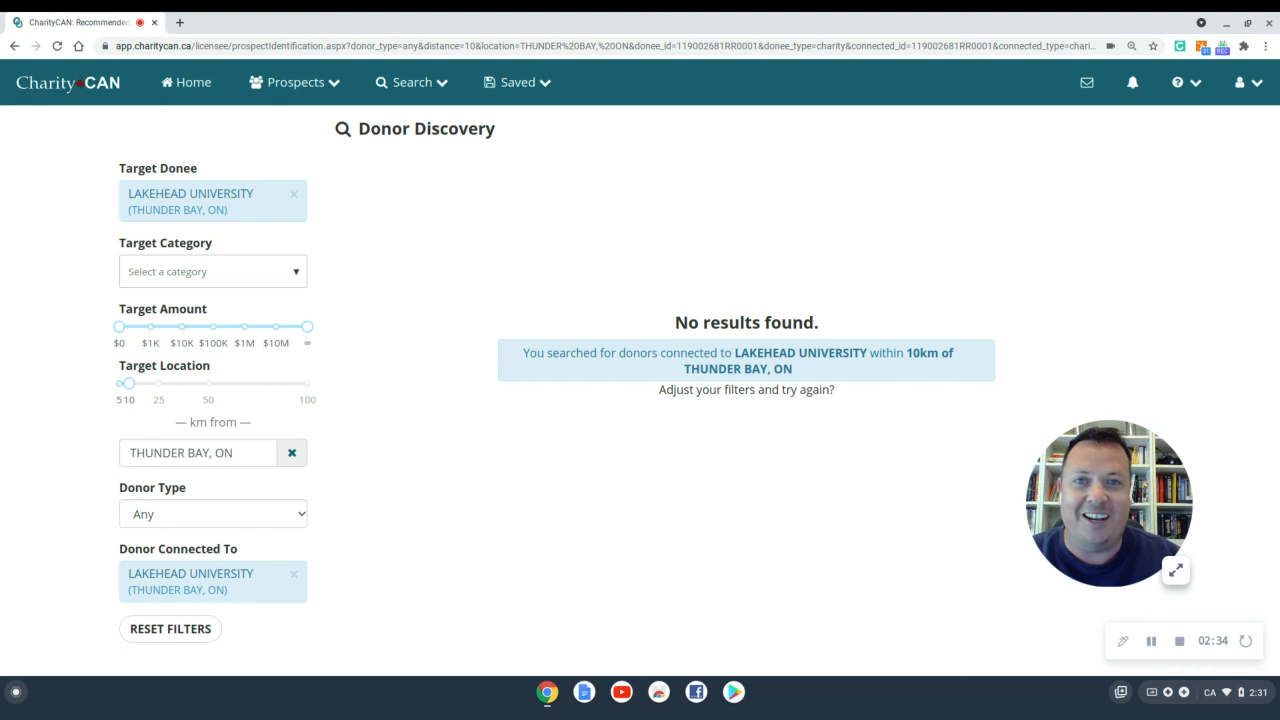 CharityCAN: Recommended
app.charitycan.ca/licensee/prospectIdentification.aspx?donor_type=any&distance=10&location=THUNDER%20BAY,%20ON&donee_id=119002681RR0001&donee_type=charity&connected_id=119002681RR0001&connected_type=chari...
31
REC
Charity CAN
Home
Prospects
Search
Saved
Donor Discovery
Target Donee
LAKEHEAD UNIVERSITY
(THUNDER BAY, ON)
Target Category
Select a category
Target Amount
$0 $1K $10K $100K $1M $10M ∞
Target Location
5 10 25 50 100
— km from —
THUNDER BAY, ON
Donor Type
Any
Donor Connected To
LAKEHEAD UNIVERSITY
(THUNDER BAY, ON)
RESET FILTERS
No results found.
You searched for donors connected to LAKEHEAD UNIVERSITY within 10km of
THUNDER BAY, ON
Adjust your filters and try again?
02:34
CA 2:31